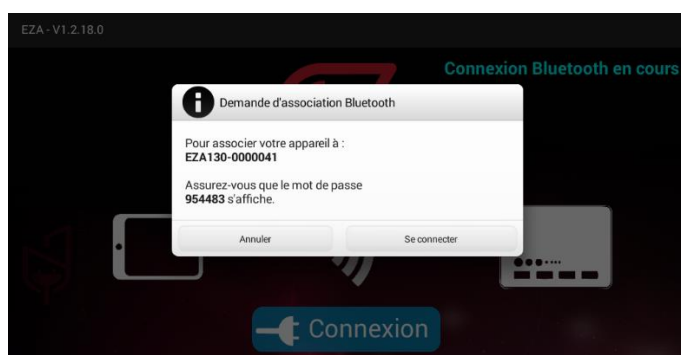 EZA - V1.2.18.0
Connexion Bluetooth en cours
Demande d'association Bluetooth
Pour associer votre appareil à :
EZA130-0000041
Assurez-vous que le mot de passe
954483 s'affiche.
Annuler
Se connecter
Connexion